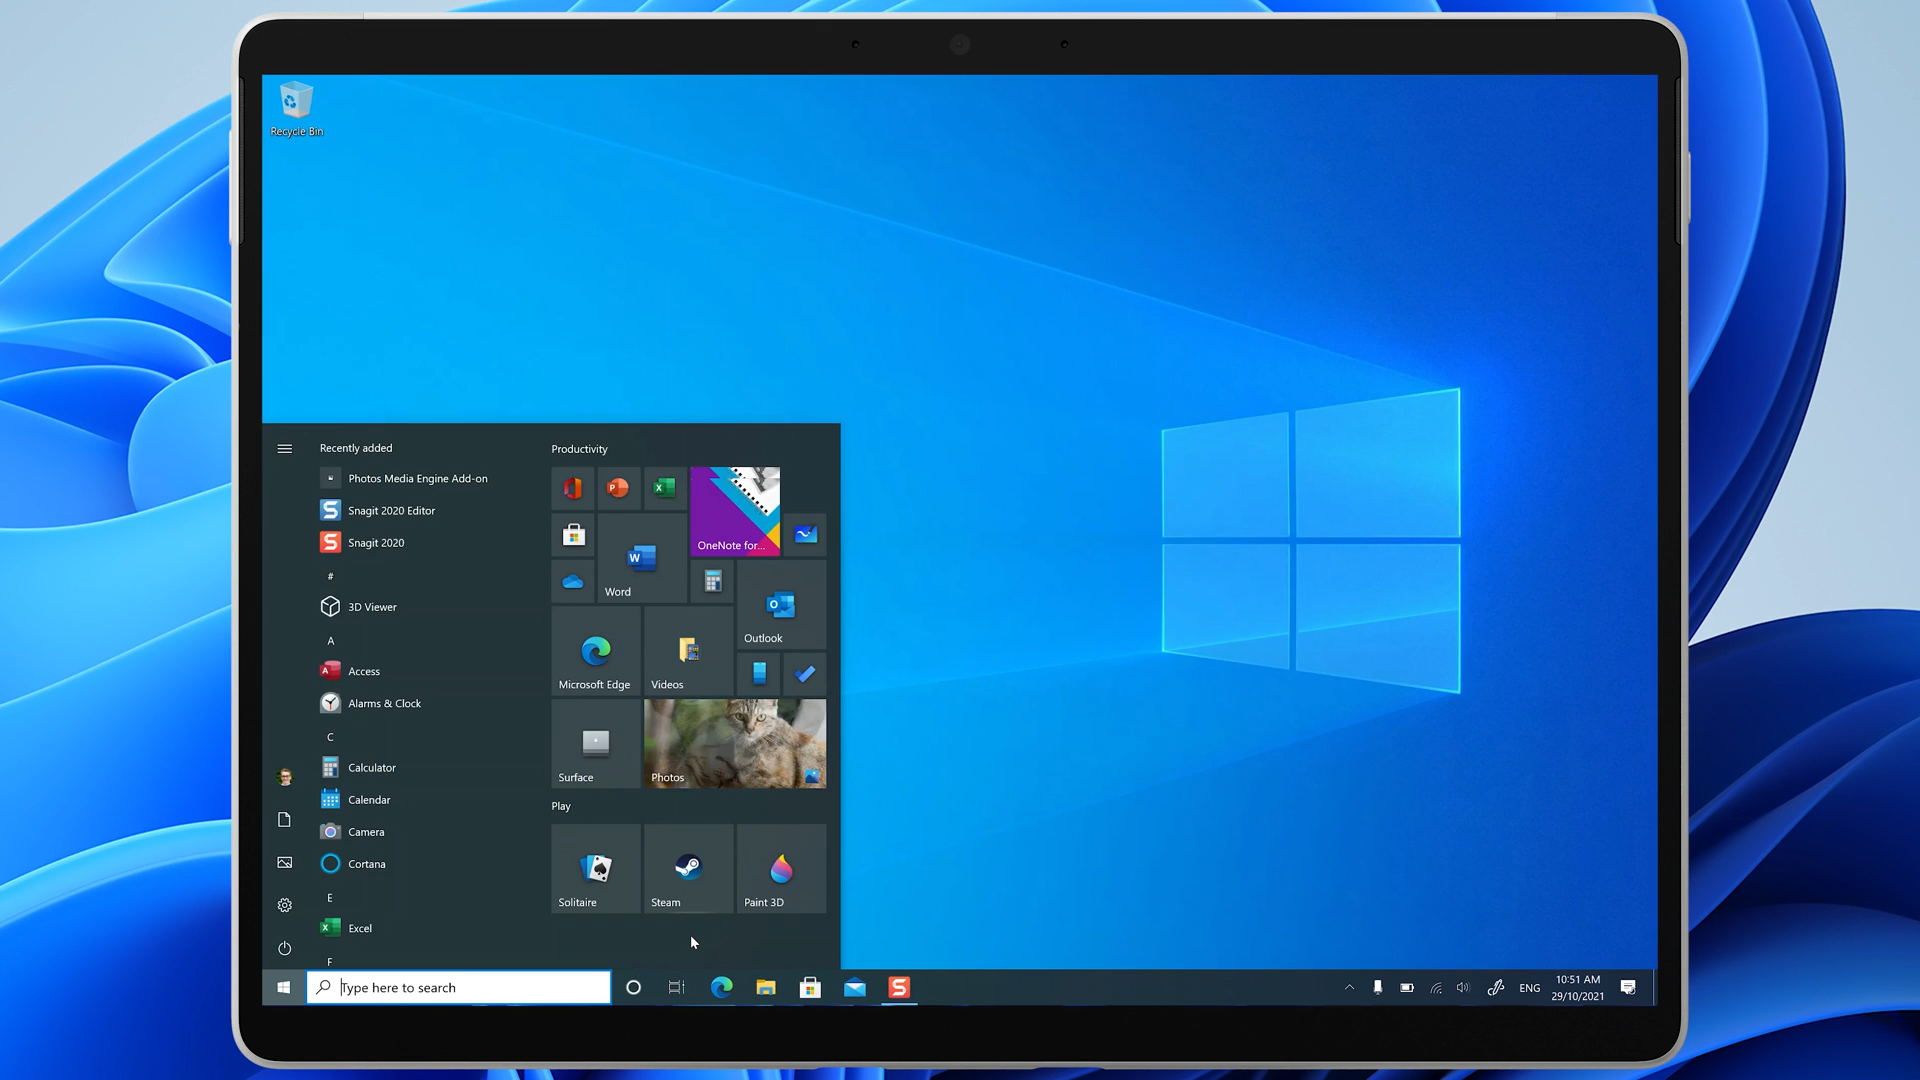 Recycle Bin
Recently added
Photos Media Engine Add-on
Snagit 2020 Editor
Snagit 2020
#
3D Viewer
A
Access
Alarms & Clock
C
Calculator
Calendar
Camera
Cortana
E
Excel
F
Productivity
OneNote for...
Word
Outlook
Microsoft Edge
Videos
Surface
Photos
Play
Solitaire
Steam
Paint 3D
Type here to search
ENG
10:51 AM
29/10/2021